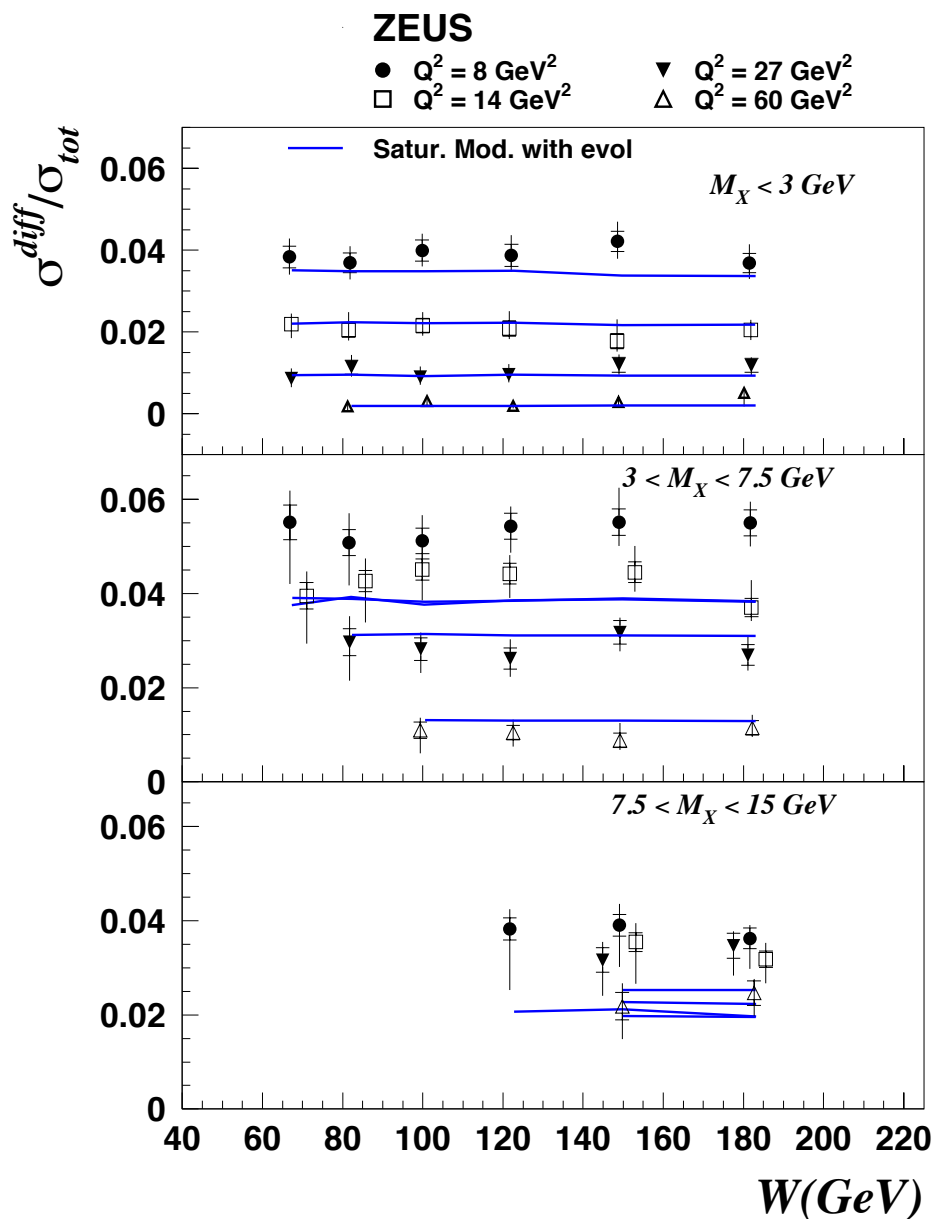 ZEUS
Q² = 8 GeV² Q² = 27 GeV²
Q² = 14 GeV² Q² = 60 GeV²
σ^diff/σ_tot
Satur. Mod. with evol
M_X < 3 GeV
0.06
0.04
0.02
0
3 < M_X < 7.5 GeV
0.06
0.04
0.02
0
7.5 < M_X < 15 GeV
0.06
0.04
0.02
0
40 60 80 100 120 140 160 180 200 220
W(GeV)